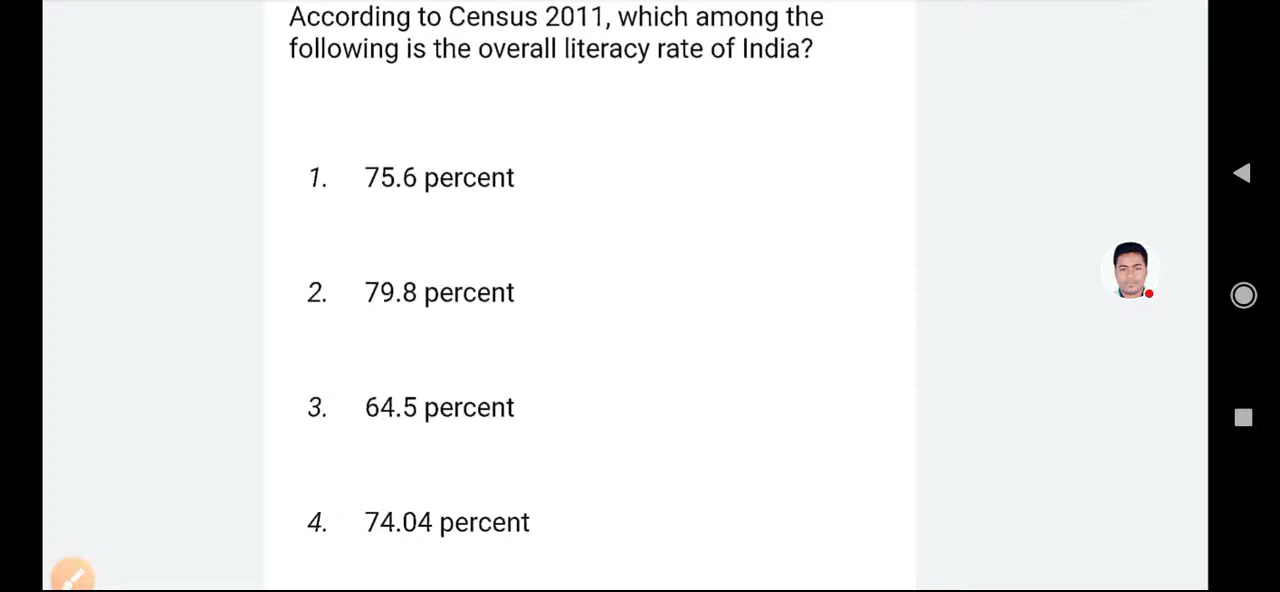 According to Census 2011, which among the
following is the overall literacy rate of India?
1. 75.6 percent
2. 79.8 percent
3. 64.5 percent
4. 74.04 percent